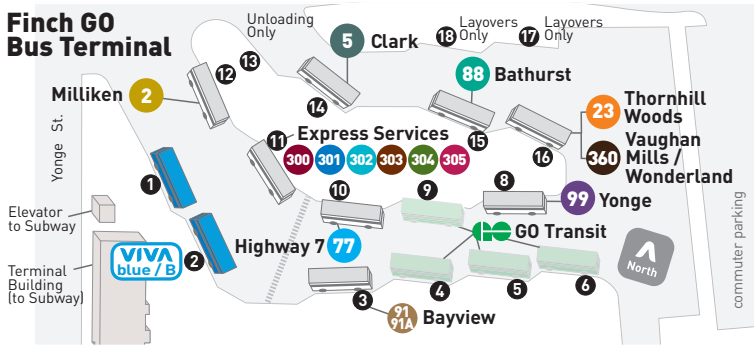 Finch GO
Bus Terminal
Unloading
Only
5 Clark
18 Layovers
Only
17 Layovers
Only
12
13
Milliken 2
14
88 Bathurst
23 Thornhill
Woods
360 Vaughan
Mills /
Wonderland
11 Express Services
300 301 302 303 304 305
15
16
Yonge St.
1
10
9
8
99 Yonge
Elevator
to Subway
VIVA
blue / B
2
Highway 7 77
GO Transit
North
commuter parking
Terminal
Building
(to Subway)
3
4
5
6
91
91A
Bayview